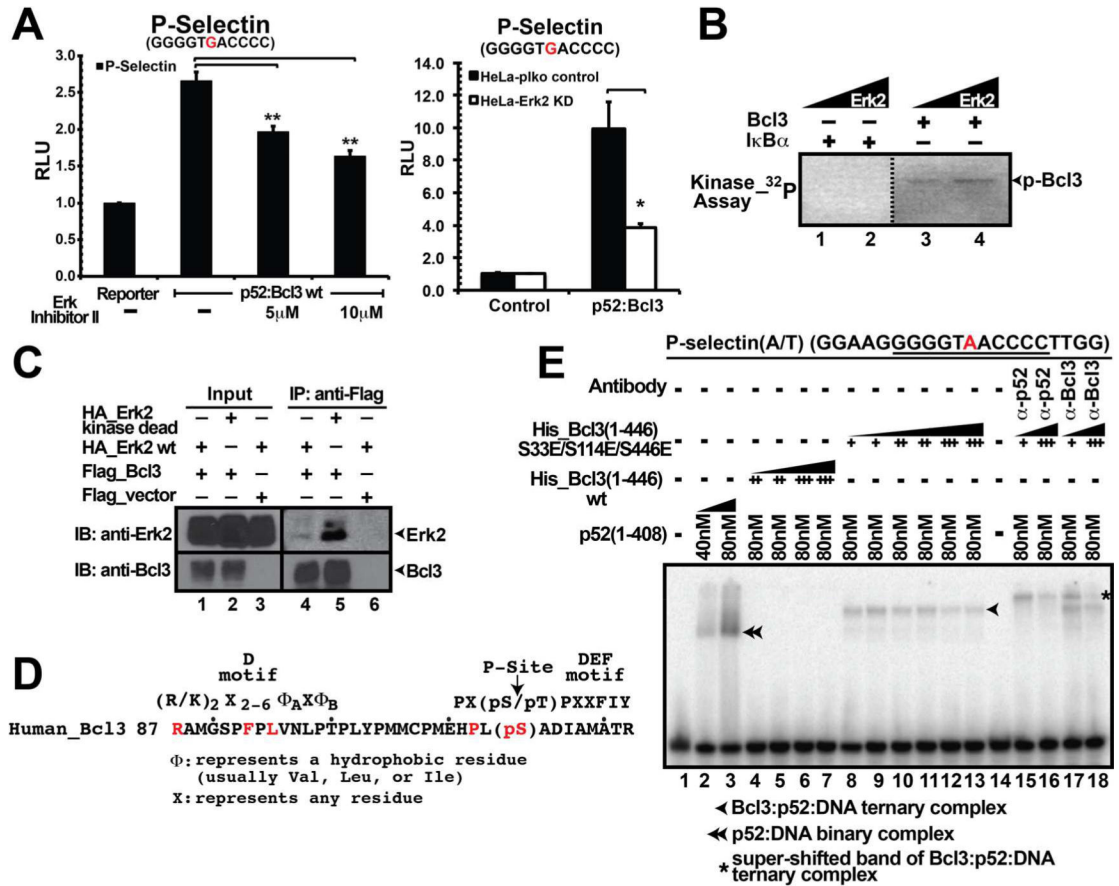 A
P-Selectin
(GGGGTGACCCC)
P-Selectin
RLU
3.0
2.5
2.0
1.5
1.0
0.5
0.0
**
**
Reporter
p52:Bcl3 wt
Erk
Inhibitor II
–
–
5µM
10µM
P-Selectin
(GGGGTGACCCC)
HeLa-plko control
HeLa-Erk2 KD
RLU
14.0
12.0
10.0
8.0
6.0
4.0
2.0
0.0
*
Control
p52:Bcl3
B
Erk2
Erk2
Bcl3 – – + +
IκBα + + – –
Kinase_32P
Assay
p-Bcl3
1 2 3 4
C
Input
IP: anti-Flag
HA_Erk2
kinase dead
– + – – + –
HA_Erk2 wt + – + + – +
Flag_Bcl3 + + – + + –
Flag_vector – – + – – +
IB: anti-Erk2
Erk2
IB: anti-Bcl3
Bcl3
1 2 3 4 5 6
D
D
motif
P-Site
DEF
motif
(R/K)2 X 2-6 ΦAXΦB
PX(pS/pT)PXXFIY
Human_Bcl3 87 RAMGSPFPLVNLPTPLYPMMCPMEHPL(pS)ADIAMATR
Φ: represents a hydrophobic residue
(usually Val, Leu, or Ile)
X: represents any residue
E
P-selectin(A/T) (GGAAGGGGGTAACCCCTTGG)
Antibody - - - - - - - - - - - - - - α-p52 α-p52 α-Bcl3 α-Bcl3
His_Bcl3(1-446)
S33E/S114E/S446E - - - - - - - + + ++ ++ +++ +++ - + +++ + +++
His_Bcl3(1-446)
wt
- - - ++ ++ +++ +++ - - - - - - - - - - -
p52(1-408) - 40nM 80nM 80nM 80nM 80nM 80nM 80nM 80nM 80nM 80nM 80nM 80nM - 80nM 80nM 80nM 80nM
*
1 2 3 4 5 6 7 8 9 10 11 12 13 14 15 16 17 18
Bcl3:p52:DNA ternary complex
p52:DNA binary complex
* super-shifted band of Bcl3:p52:DNA
ternary complex